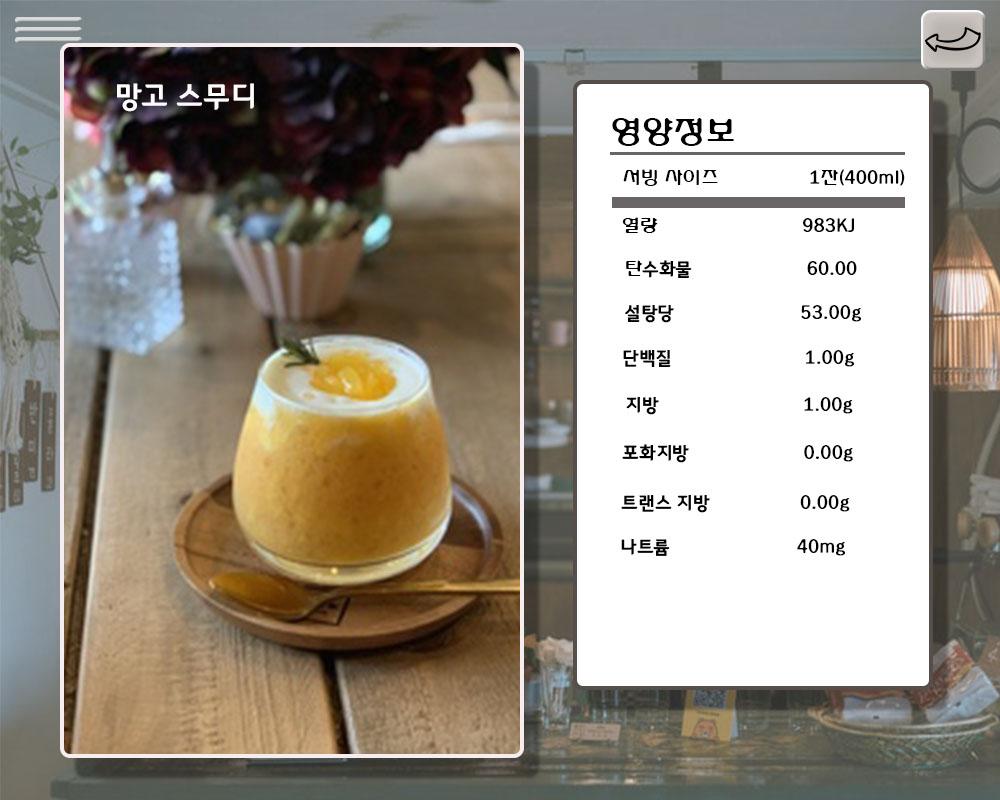 망고 스무디
영양정보
서빙 사이즈 1잔(400ml)
열량 983KJ
탄수화물 60.00
설탕당 53.00g
단백질 1.00g
지방 1.00g
포화지방 0.00g
트랜스 지방 0.00g
나트륨 40mg